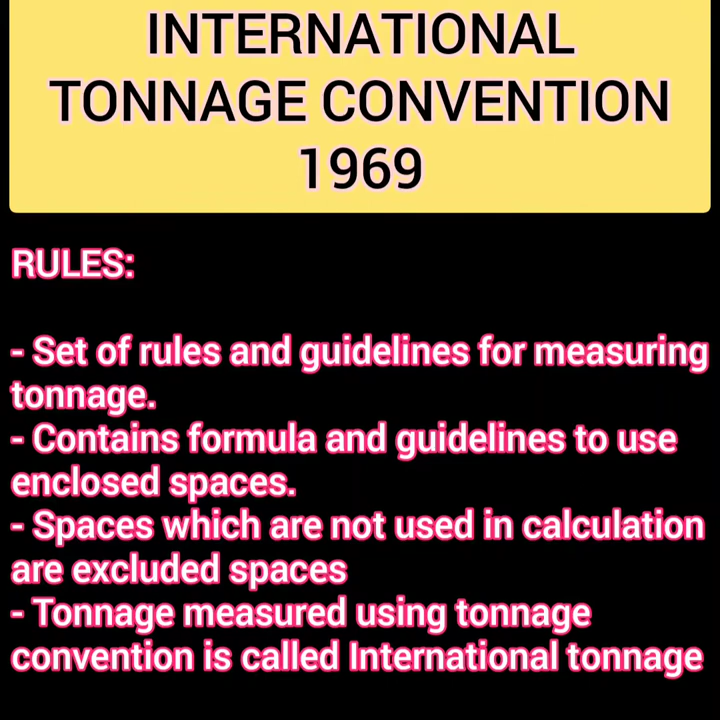 INTERNATIONAL
TONNAGE CONVENTION
1969
RULES:
- Set of rules and guidelines for measuring
tonnage.
- Contains formula and guidelines to use
enclosed spaces.
- Spaces which are not used in calculation
are excluded spaces
- Tonnage measured using tonnage
convention is called International tonnage